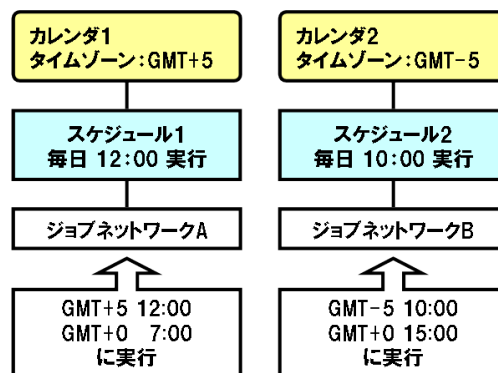 カレンダ1
タイムゾーン:GMT+5
スケジュール1
毎日 12:00 実行
ジョブネットワークA
GMT+5 12:00
GMT+0 7:00
に実行
カレンダ2
タイムゾーン:GMT-5
スケジュール2
毎日 10:00 実行
ジョブネットワークB
GMT-5 10:00
GMT+0 15:00
に実行